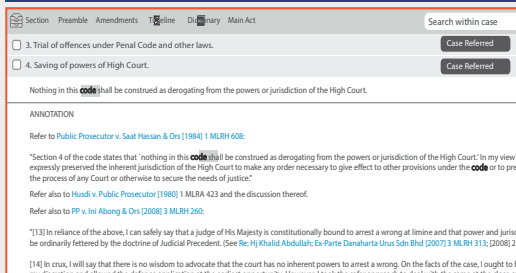 Section Preamble Amendments Timeline Dictionary Main Act Search within case
3. Trial of offences under Penal Code and other laws. Case Referred
4. Saving of powers of High Court. Case Referred
Nothing in this code shall be construed as derogating from the powers or jurisdiction of the High Court.
ANNOTATION
Refer to Public Prosecutor v. Saat Hassan & Ors [1984] 1 MLRH 608:
"Section 4 of the code states that `nothing in this code shall be construed as derogating from the powers or jurisdiction of the High Court.' In my view
expressly preserved the inherent jurisdiction of the High Court to make any order necessary to give effect to other provisions under the code or to pre
the process of any Court or otherwise to secure the needs of justice."
Refer also to Husdi v. Public Prosecutor [1980] 1 MLRA 423 and the discussion thereof.
Refer also to PP v. Ini Abong & Ors [2008] 3 MLRH 260:
"[13] In reliance of the above, I can safely say that a judge of His Majesty is constitutionally bound to arrest a wrong at limine and that power and jurisd
be ordinarily fettered by the doctrine of Judicial Precedent. (See Re: Hj Khalid Abdullah; Ex-Parte Danaharta Urus Sdn Bhd [2007] 3 MLRH 313; [2008] 2
[14] In crux, I will say that there is no wisdom to advocate that the court has no inherent powers to arrest a wrong. On the facts of the case, I ought to h